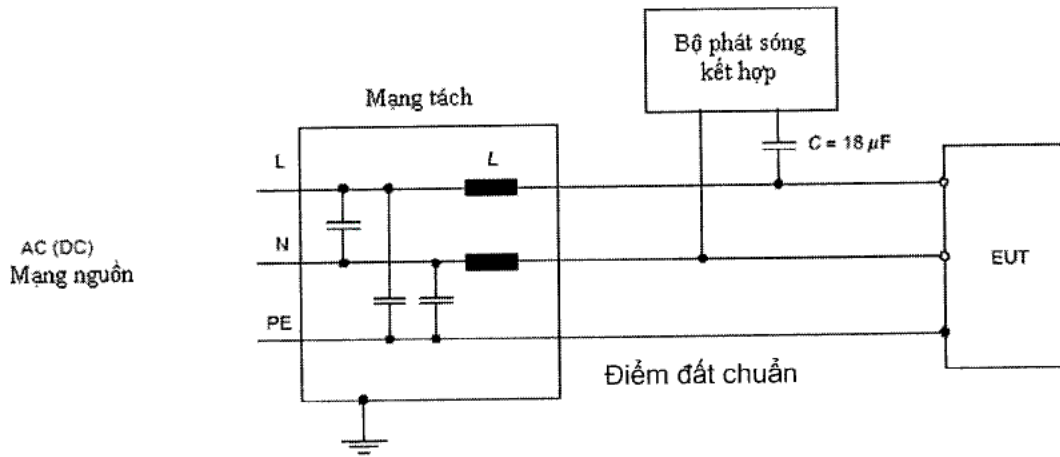 Bộ phát sóng
kết hợp
Mạng tách
C = 18 µF
L
L
N
AC (DC)
Mạng nguồn
EUT
PE
Điểm đất chuẩn